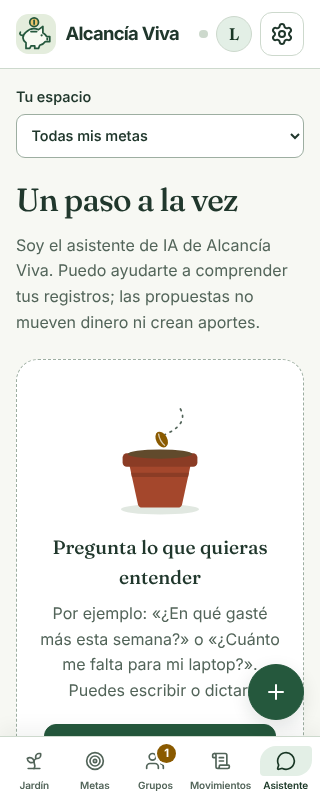 Alcancía Viva
L
Tu espacio
Todas mis metas
Un paso a la vez
Soy el asistente de IA de Alcancía
Viva. Puedo ayudarte a comprender
tus registros; las propuestas no
mueven dinero ni crean aportes.
Pregunta lo que quieras
entender
Por ejemplo: «¿En qué gasté
más esta semana?» o «¿Cuánto
me falta para mi laptop?».
Puedes escribir o dictar
1
Jardín
Metas
Grupos
Movimientos
Asistente